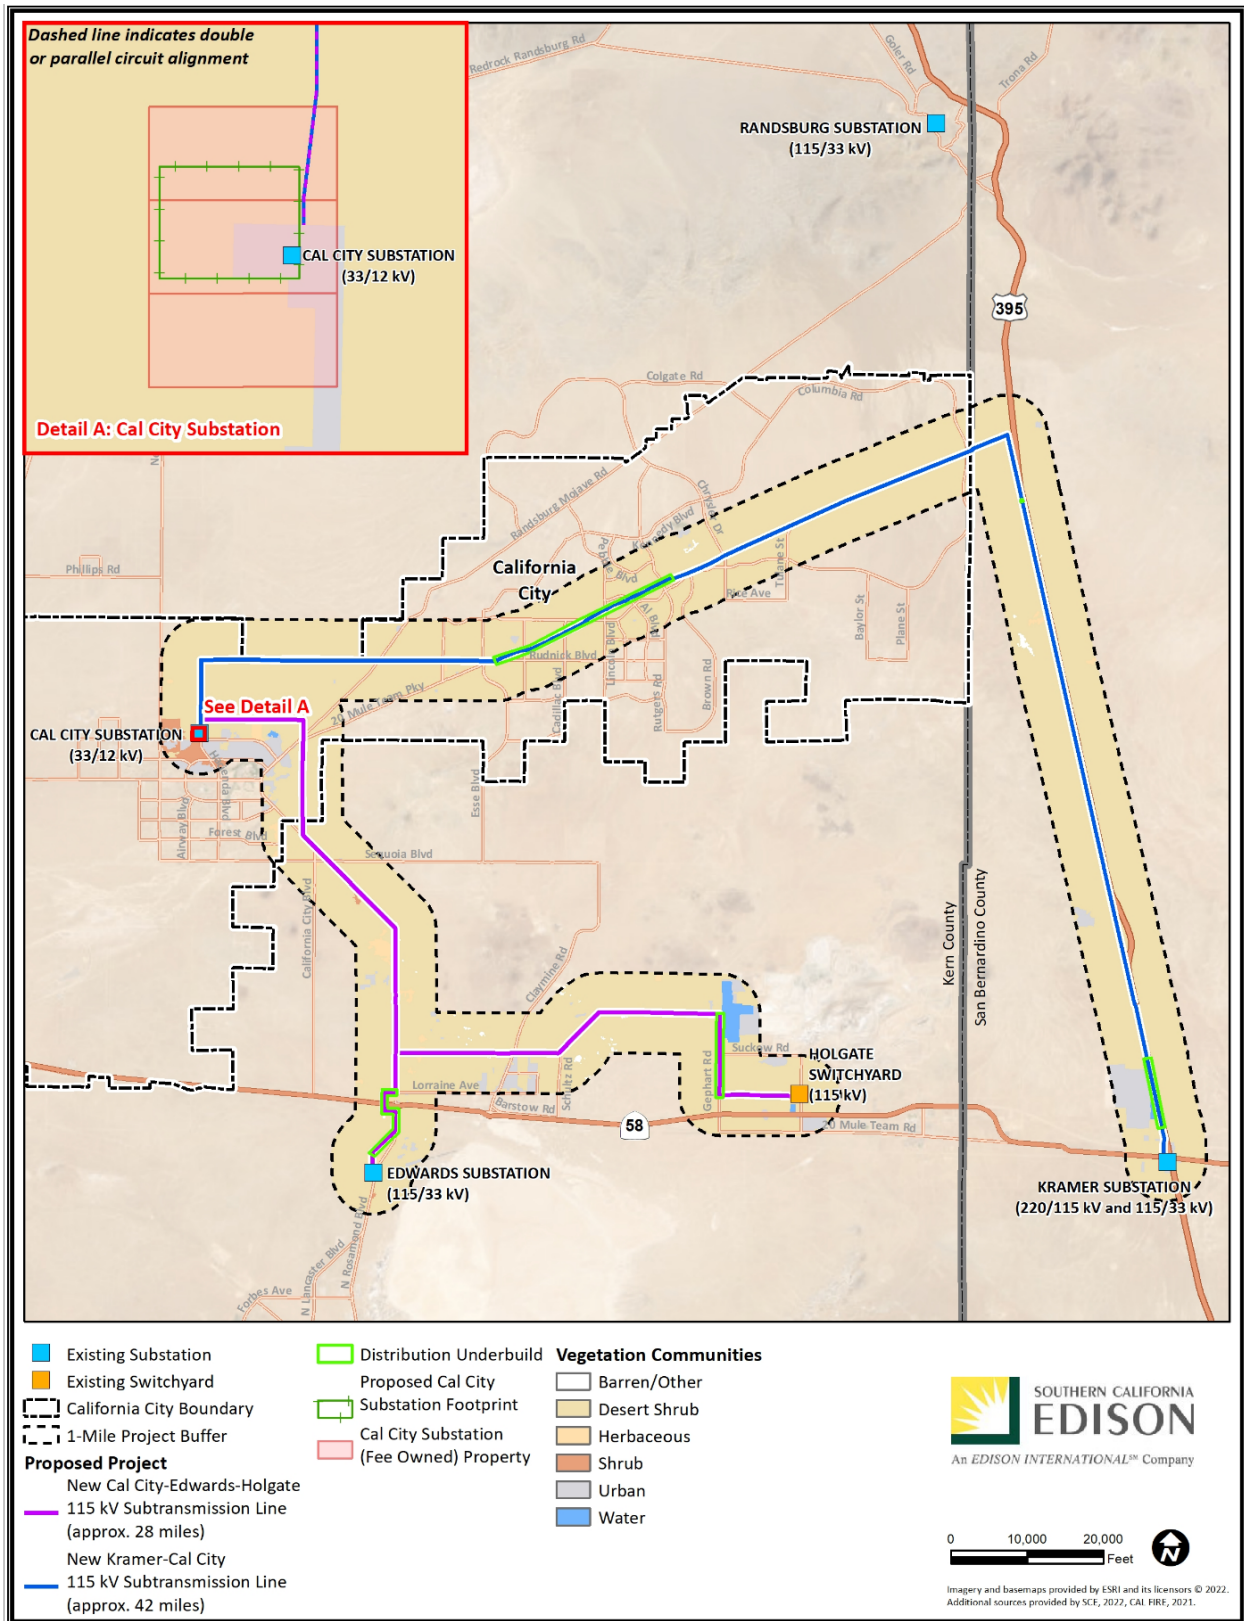 Dashed line indicates double
or parallel circuit alignment
CAL CITY SUBSTATION
(33/12 kV)
Detail A: Cal City Substation
Redrock Randsburg Rd
Goler Rd
Trona Rd
RANDSBURG SUBSTATION
(115/33 kV)
395
Colgate Rd
Columbia Rd
Randsburg Mojave Rd
Chrysler Dr
Kennedy Blvd
Phillips Rd
California
City
Tulane St
Rice Ave
Al Blvd
Baylor St
Plane St
Rudnick Blvd
Lincoln Blvd
Cadillac Blvd
Rutgers Rd
Brown Rd
20 Mule Team Pky
See Detail A
CAL CITY SUBSTATION
(33/12 kV)
Esse Blvd
Airway Blvd
Forest Blvd
Sequoia Blvd
California City Blvd
Claymine Rd
Kern County
San Bernardino County
Suckow Rd
HOLGATE
SWITCHYARD
(115 kV)
Gephart Rd
Lorraine Ave
Barstow Rd
Schultz Rd
58
20 Mule Team Rd
EDWARDS SUBSTATION
(115/33 kV)
KRAMER SUBSTATION
(220/115 kV and 115/33 kV)
N Rosamond Blvd
N Lancaster Blvd
Forbes Ave
Existing Substation
Existing Switchyard
California City Boundary
1-Mile Project Buffer
Proposed Project
New Cal City-Edwards-Holgate
115 kV Subtransmission Line
(approx. 28 miles)
New Kramer-Cal City
115 kV Subtransmission Line
(approx. 42 miles)
Distribution Underbuild
Proposed Cal City
Substation Footprint
Cal City Substation
(Fee Owned) Property
Vegetation Communities
Barren/Other
Desert Shrub
Herbaceous
Shrub
Urban
Water
SOUTHERN CALIFORNIA
EDISON
An EDISON INTERNATIONAL℠ Company
0 10,000 20,000
Feet
N
Imagery and basemaps provided by ESRI and its licensors © 2022.
Additional sources provided by SCE, 2022, CAL FIRE, 2021.